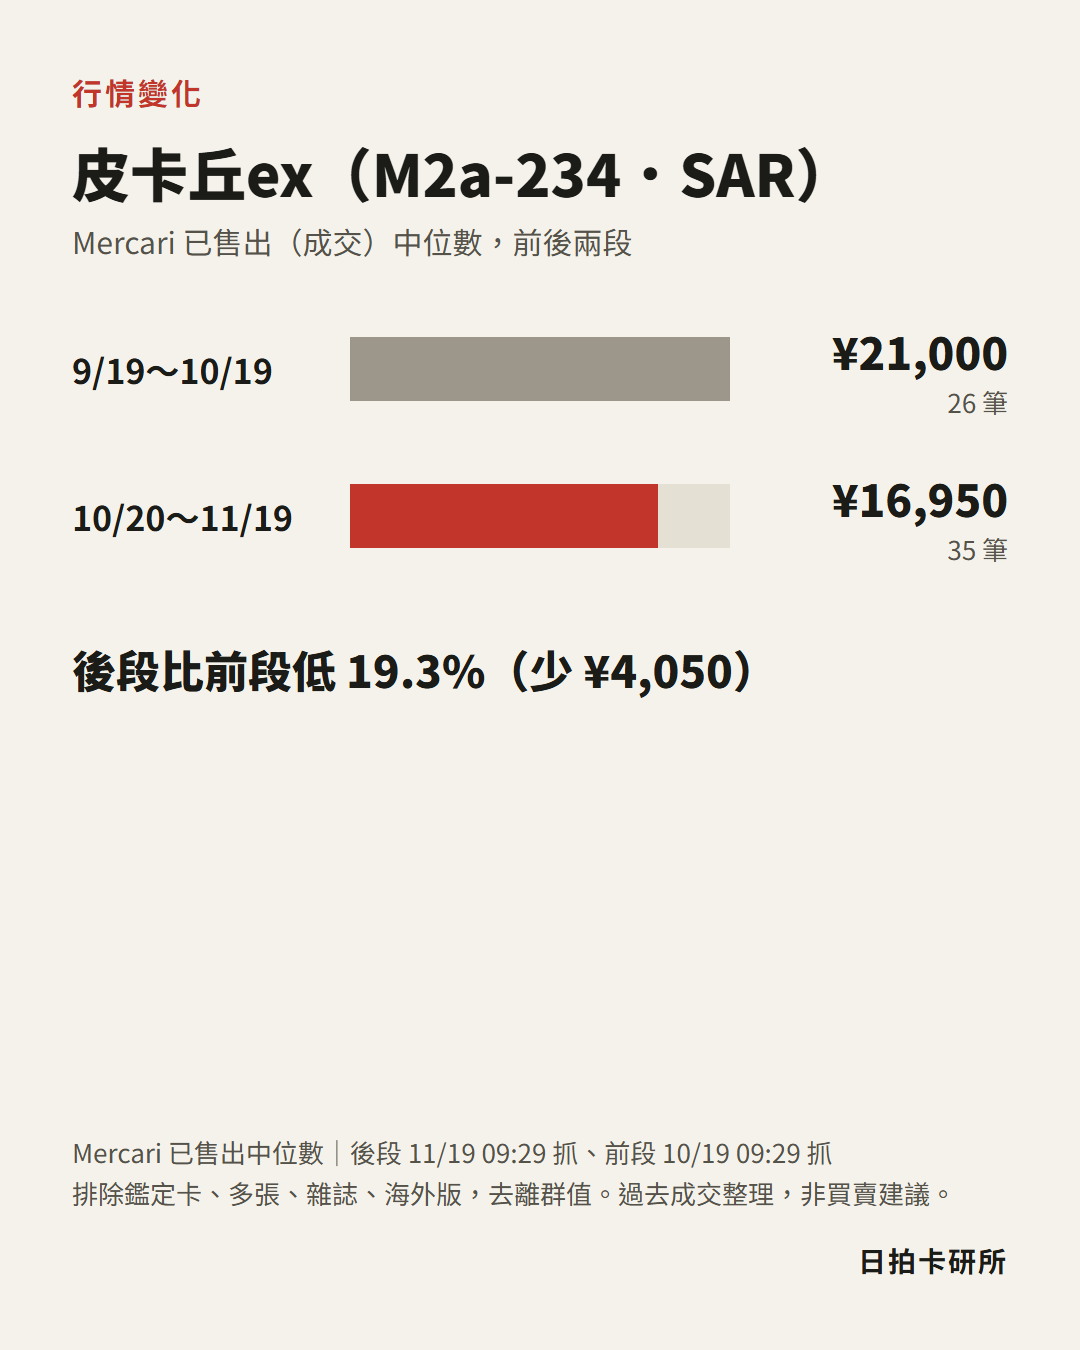 行情變化
皮卡丘ex（M2a-234・SAR）
Mercari 已售出（成交）中位數，前後兩段
9/19～10/19
¥21,000
26 筆
10/20～11/19
¥16,950
35 筆
後段比前段低 19.3%（少 ¥4,050）
Mercari 已售出中位數｜後段 11/19 09:29 抓、前段 10/19 09:29 抓
排除鑑定卡、多張、雜誌、海外版，去離群值。過去成交整理，非買賣建議。
日拍卡研所